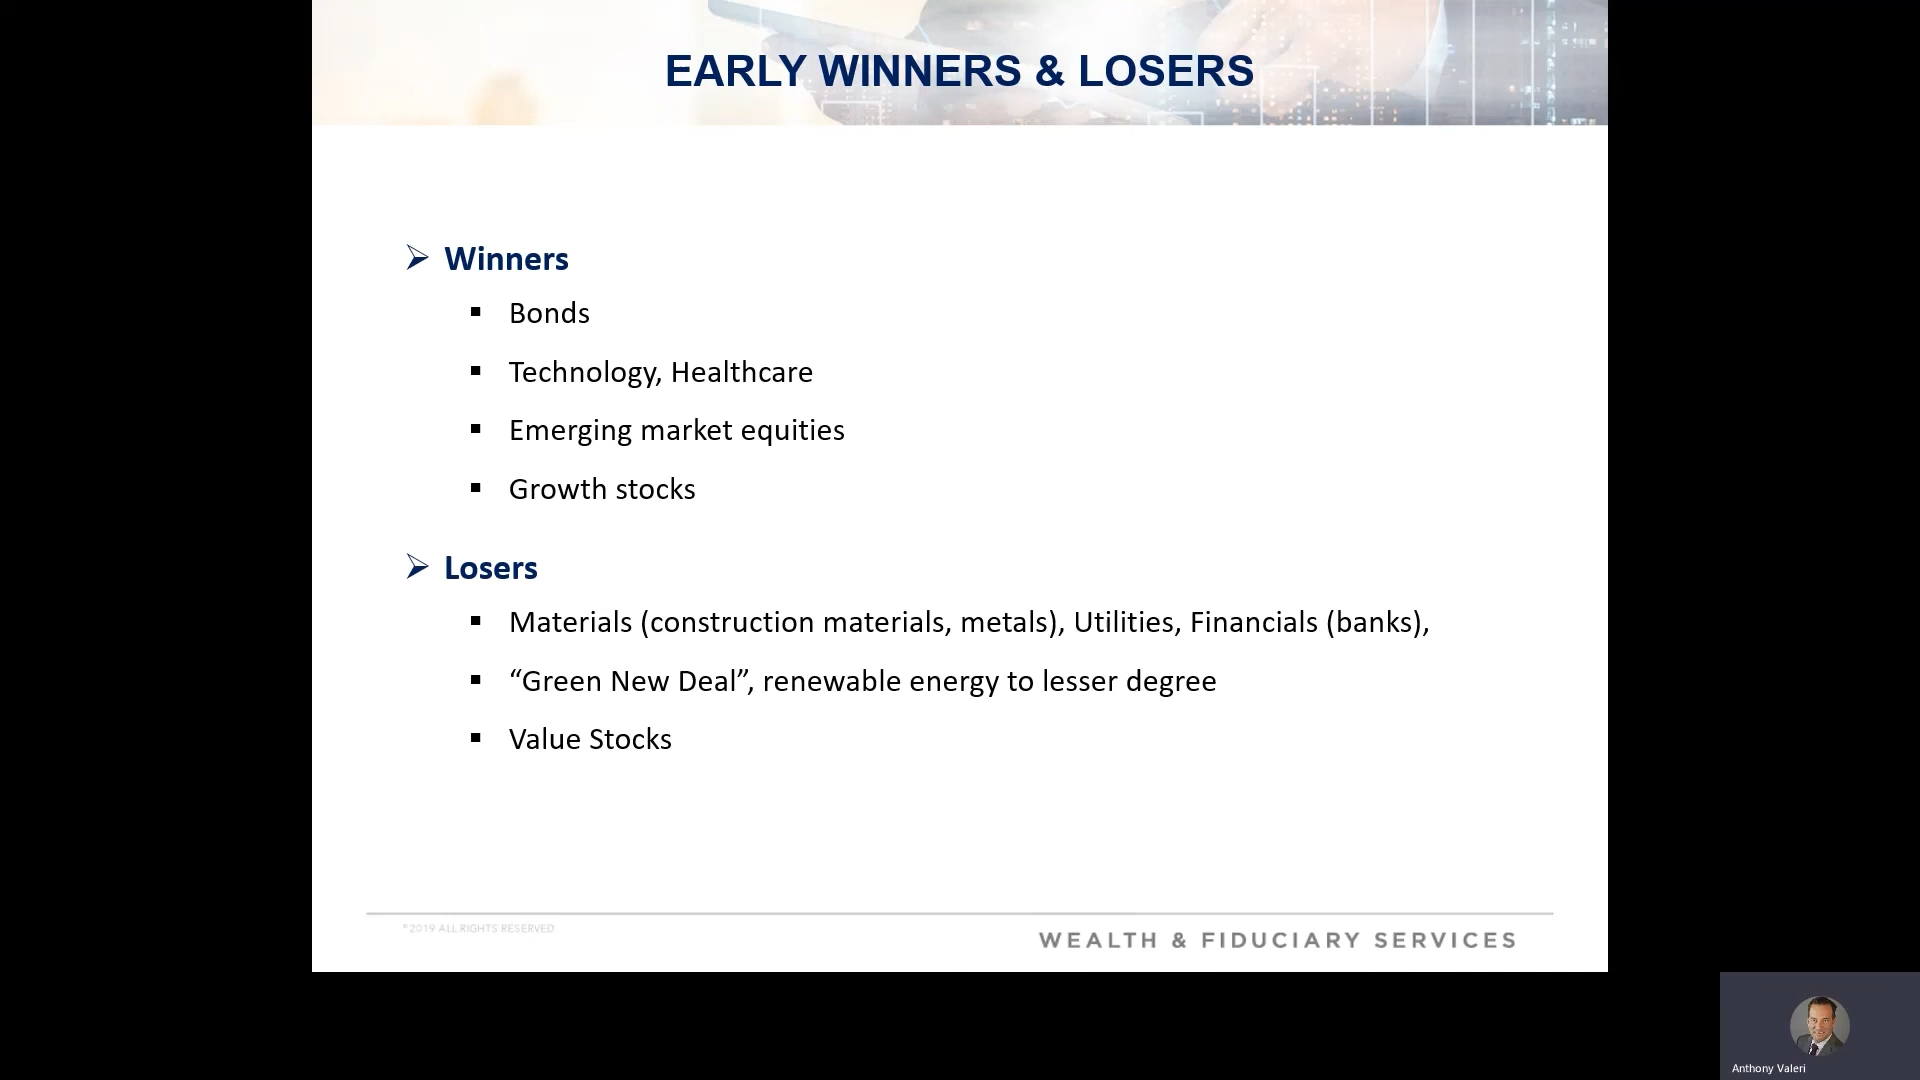 EARLY WINNERS & LOSERS
Winners
Bonds
Technology, Healthcare
Emerging market equities
Growth stocks
Losers
Materials (construction materials, metals), Utilities, Financials (banks),
“Green New Deal”, renewable energy to lesser degree
Value Stocks
©2019 ALL RIGHTS RESERVED
WEALTH & FIDUCIARY SERVICES
Anthony Valeri